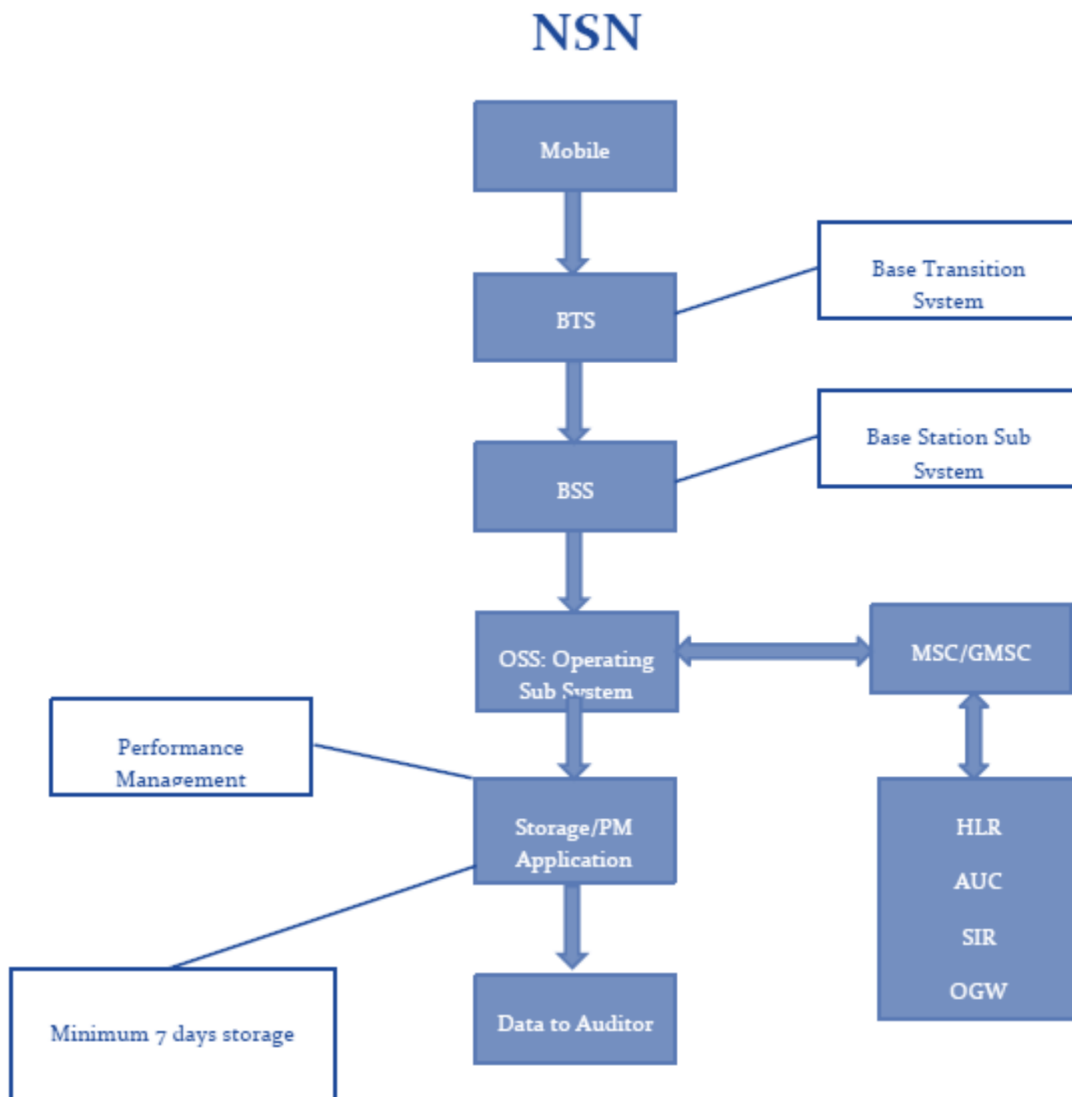 NSN
Mobile
BTS
Base Transition
System
BSS
Base Station Sub
System
OSS: Operating
Sub System
MSC/GMSC
Performance
Management
Storage/PM
Application
HLR
AUC
SIR
OGW
Minimum 7 days storage
Data to Auditor